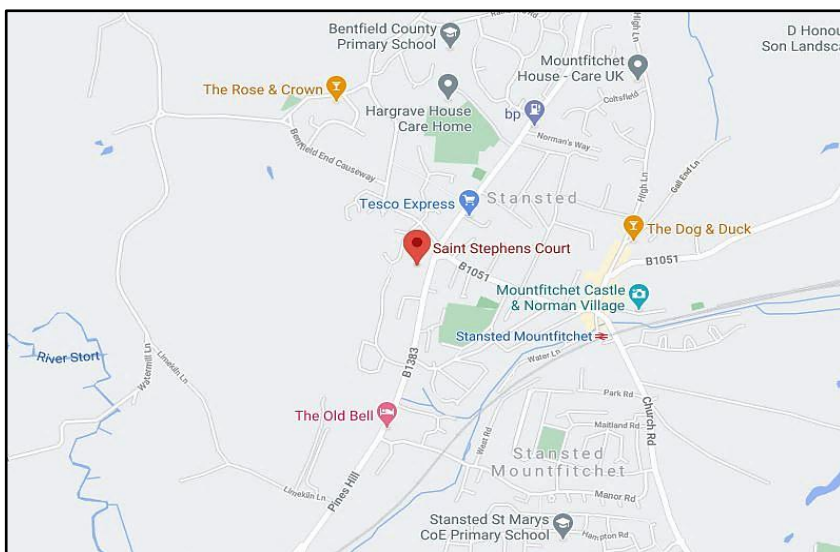 Bentfield County
Primary School
High Ln
D Honou
Son Landsca
Mountfitchet
House - Care UK
The Rose & Crown
Hargrave House
Care Home
Coltsfield
bp
Norman's Way
Bentfield End Causeway
Gall End Ln
High Ln
Tesco Express
Stansted
The Dog & Duck
Saint Stephens Court
B1051
B1051
Mountfitchet Castle
& Norman Village
Stansted Mountfitchet
River Stort
Watermill Ln
Limekiln Ln
B1383
Water Ln
Park Rd
Church Rd
The Old Bell
Maitland Rd
West Rd
Stansted
Mountfitchet
Limekiln Ln
Pines Hill
Manor Rd
Stansted St Marys
CoE Primary School
Hampton Rd